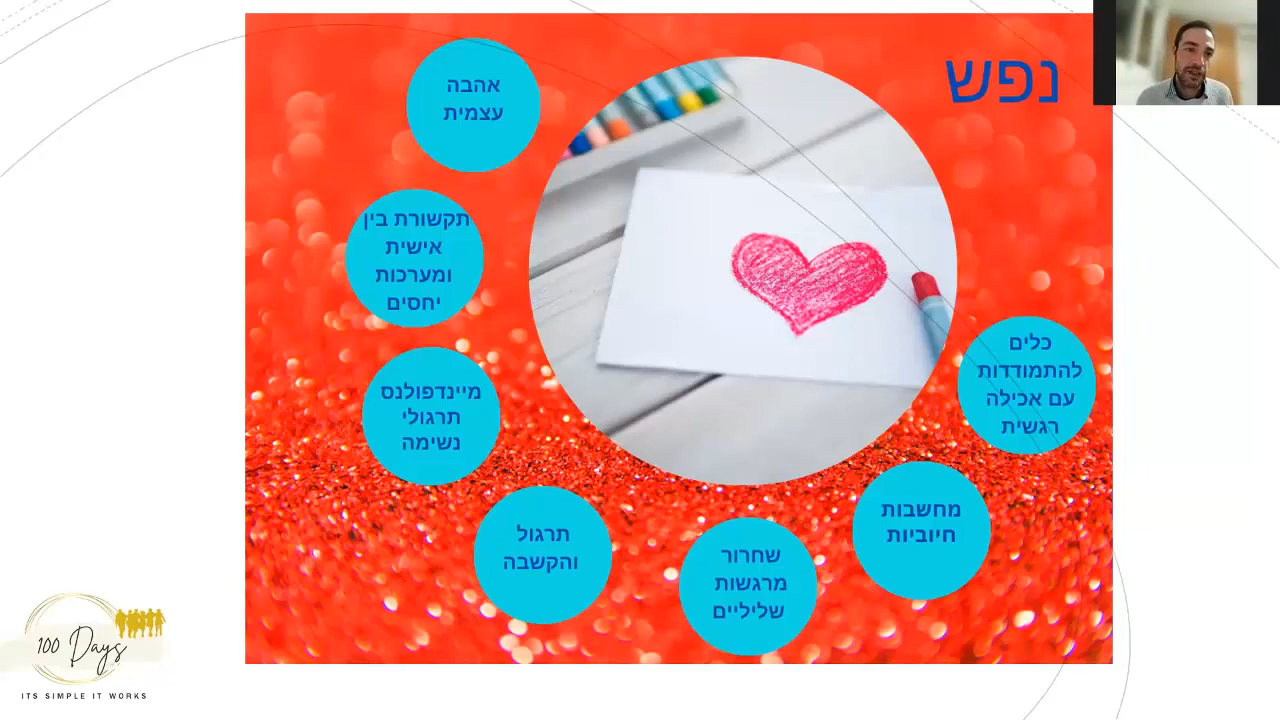 נפש
אהבה
עצמית
תקשורת בין
אישית
ומערכות
יחסים
מיינדפולנס
תרגולי
נשימה
תרגול
והקשבה
שחרור
מרגשות
שליליים
מחשבות
חיוביות
כלים
להתמודדות
עם אכילה
רגשית
100 Days
ITS SIMPLE IT WORKS